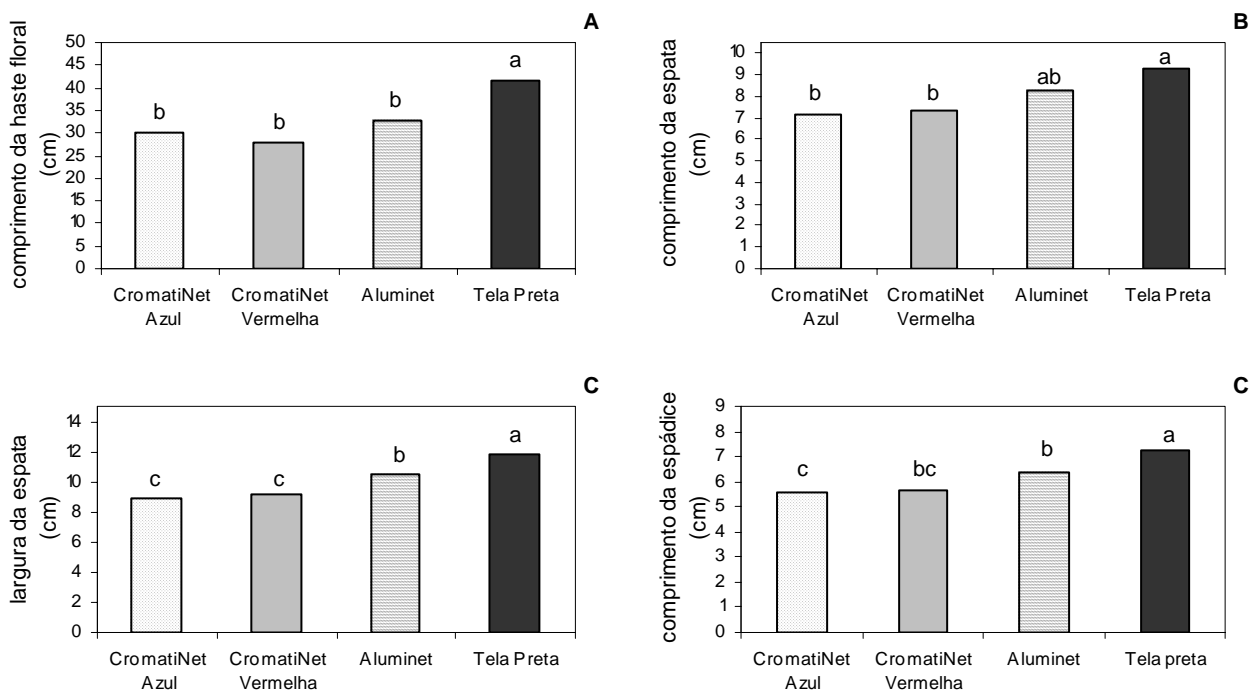 A
comprimento da haste floral
(cm)
50
45
40
35
30
25
20
15
10
5
0
b
b
b
a
CromatiNet
Azul
CromatiNet
Vermelha
Aluminet
Tela Preta
B
comprimento da espata
(cm)
10
9
8
7
6
5
4
3
2
1
0
b
b
ab
a
CromatiNet
Azul
CromatiNet
Vermelha
Aluminet
Tela Preta
C
largura da espata
(cm)
14
12
10
8
6
4
2
0
c
c
b
a
CromatiNet
Azul
CromatiNet
Vermelha
Aluminet
Tela Preta
C
comprimento da espádice
(cm)
9
8
7
6
5
4
3
2
1
0
c
bc
b
a
CromatiNet
Azul
CromatiNet
Vermelha
Aluminet
Tela preta